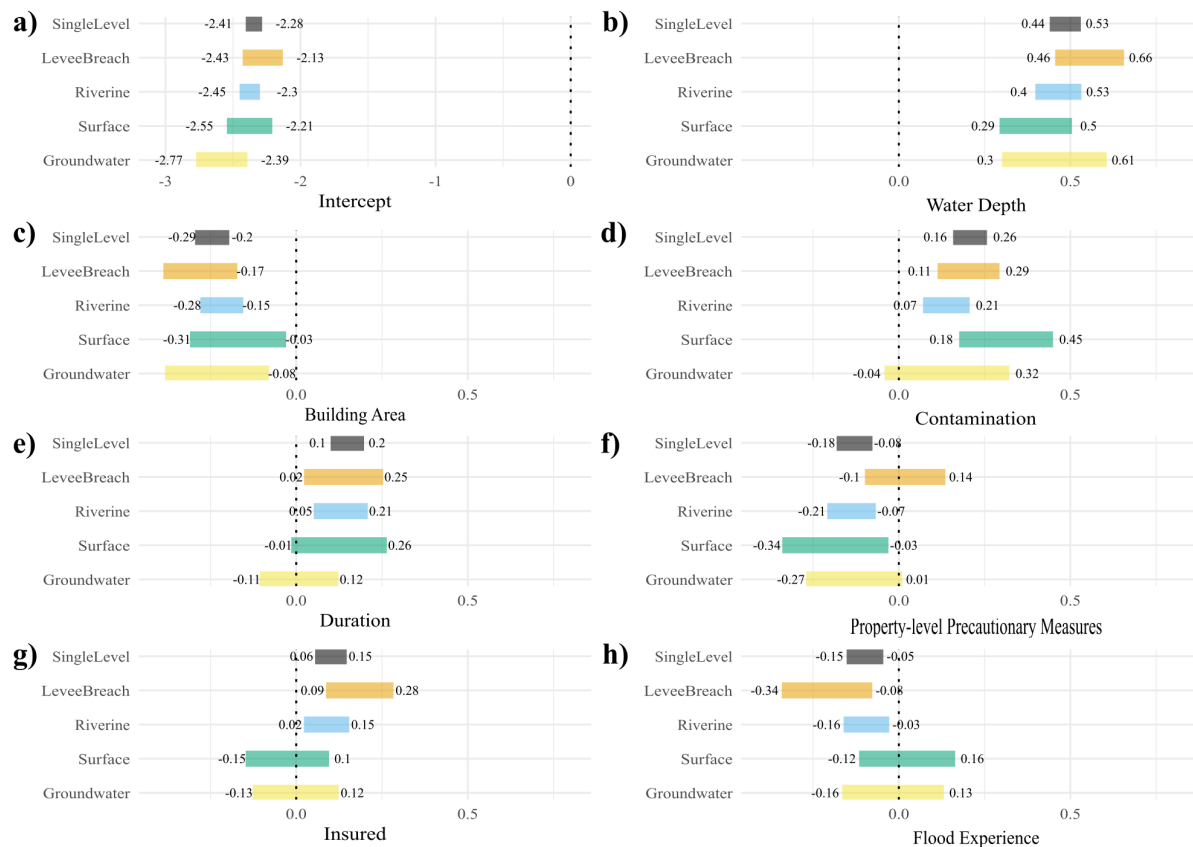 a)
SingleLevel -2.41 -2.28
LeveeBreach -2.43 -2.13
Riverine -2.45 -2.3
Surface -2.55 -2.21
Groundwater -2.77 -2.39
-3 -2 -1 0
Intercept
b)
SingleLevel 0.44 0.53
LeveeBreach 0.46 0.66
Riverine 0.4 0.53
Surface 0.29 0.5
Groundwater 0.3 0.61
0.0 0.5
Water Depth
c)
SingleLevel -0.29 -0.2
LeveeBreach -0.17
Riverine -0.28 -0.15
Surface -0.31 -0.03
Groundwater -0.08
0.0 0.5
Building Area
d)
SingleLevel 0.16 0.26
LeveeBreach 0.11 0.29
Riverine 0.07 0.21
Surface 0.18 0.45
Groundwater -0.04 0.32
0.0 0.5
Contamination
e)
SingleLevel 0.1 0.2
LeveeBreach 0.02 0.25
Riverine 0.05 0.21
Surface -0.01 0.26
Groundwater -0.11 0.12
0.0 0.5
Duration
f)
SingleLevel -0.18 -0.08
LeveeBreach -0.1 0.14
Riverine -0.21 -0.07
Surface -0.34 -0.03
Groundwater -0.27 0.01
0.0 0.5
Property-level Precautionary Measures
g)
SingleLevel 0.06 0.15
LeveeBreach 0.09 0.28
Riverine 0.02 0.15
Surface -0.15 0.1
Groundwater -0.13 0.12
0.0 0.5
Insured
h)
SingleLevel -0.15 -0.05
LeveeBreach -0.34 -0.08
Riverine -0.16 -0.03
Surface -0.12 0.16
Groundwater -0.16 0.13
0.0 0.5
Flood Experience